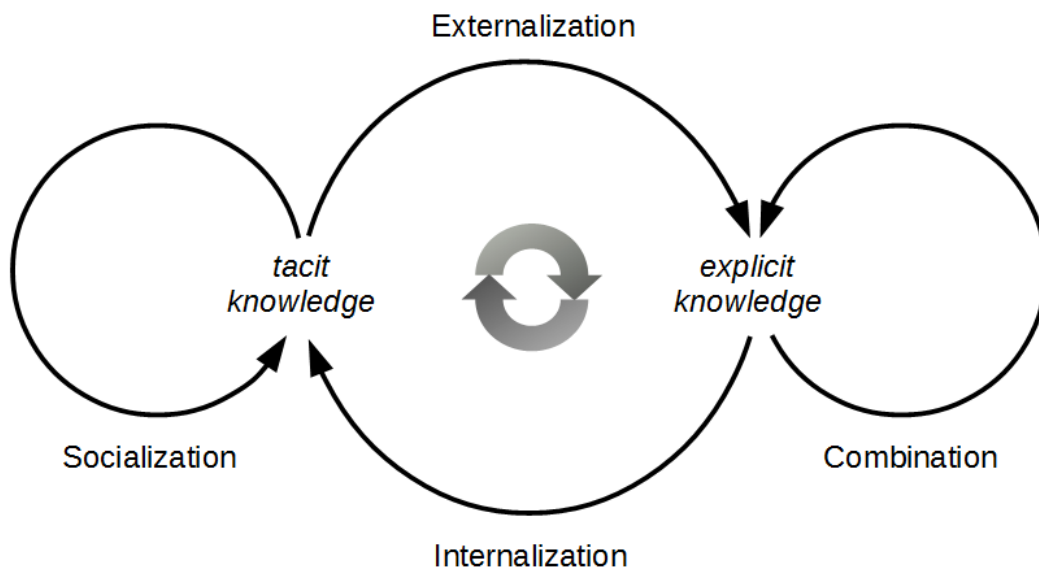 Externalization
tacit
knowledge
explicit
knowledge
Socialization
Combination
Internalization